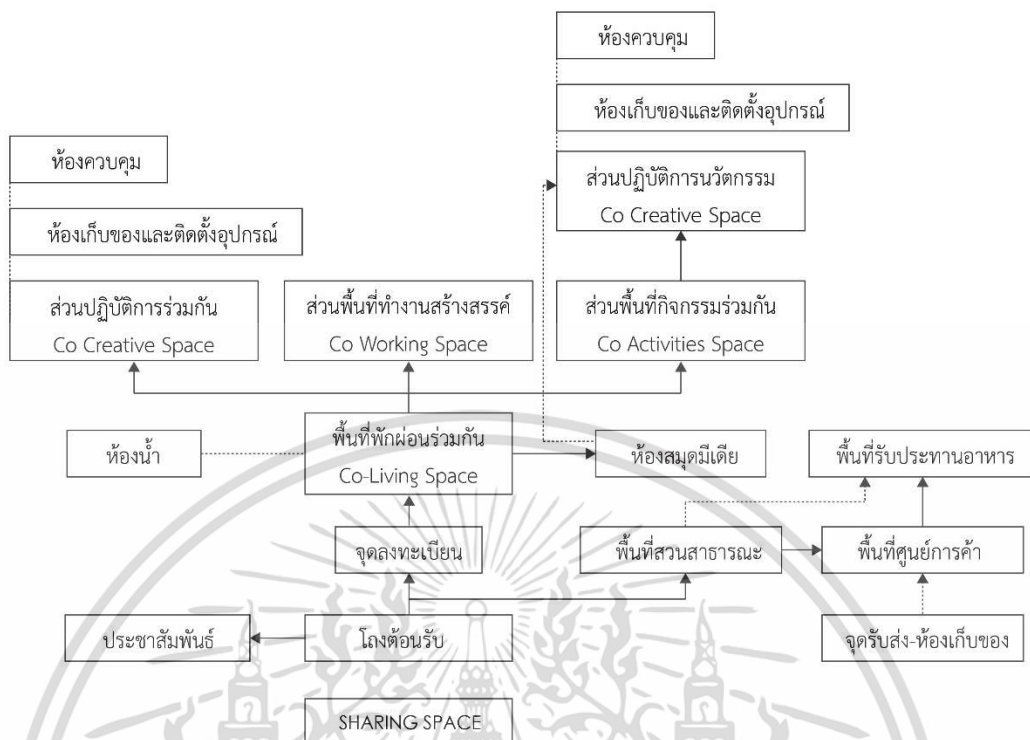 ห้องควบคุม
ห้องเก็บของและติดตั้งอุปกรณ์
ห้องควบคุม
ส่วนปฏิบัติการนวัตกรรม
Co Creative Space
ห้องเก็บของและติดตั้งอุปกรณ์
ส่วนปฏิบัติการร่วมกัน
Co Creative Space
ส่วนพื้นที่ทำงานสร้างสรรค์
Co Working Space
ส่วนพื้นที่กิจกรรมร่วมกัน
Co Activities Space
ห้องน้ำ
พื้นที่พักผ่อนร่วมกัน
Co-Living Space
ห้องสมุดมีเดีย
พื้นที่รับประทานอาหาร
จุดลงทะเบียน
พื้นที่สวนสาธารณะ
พื้นที่ศูนย์การค้า
ประชาสัมพันธ์
โถงต้อนรับ
จุดรับส่ง-ห้องเก็บของ
SHARING SPACE